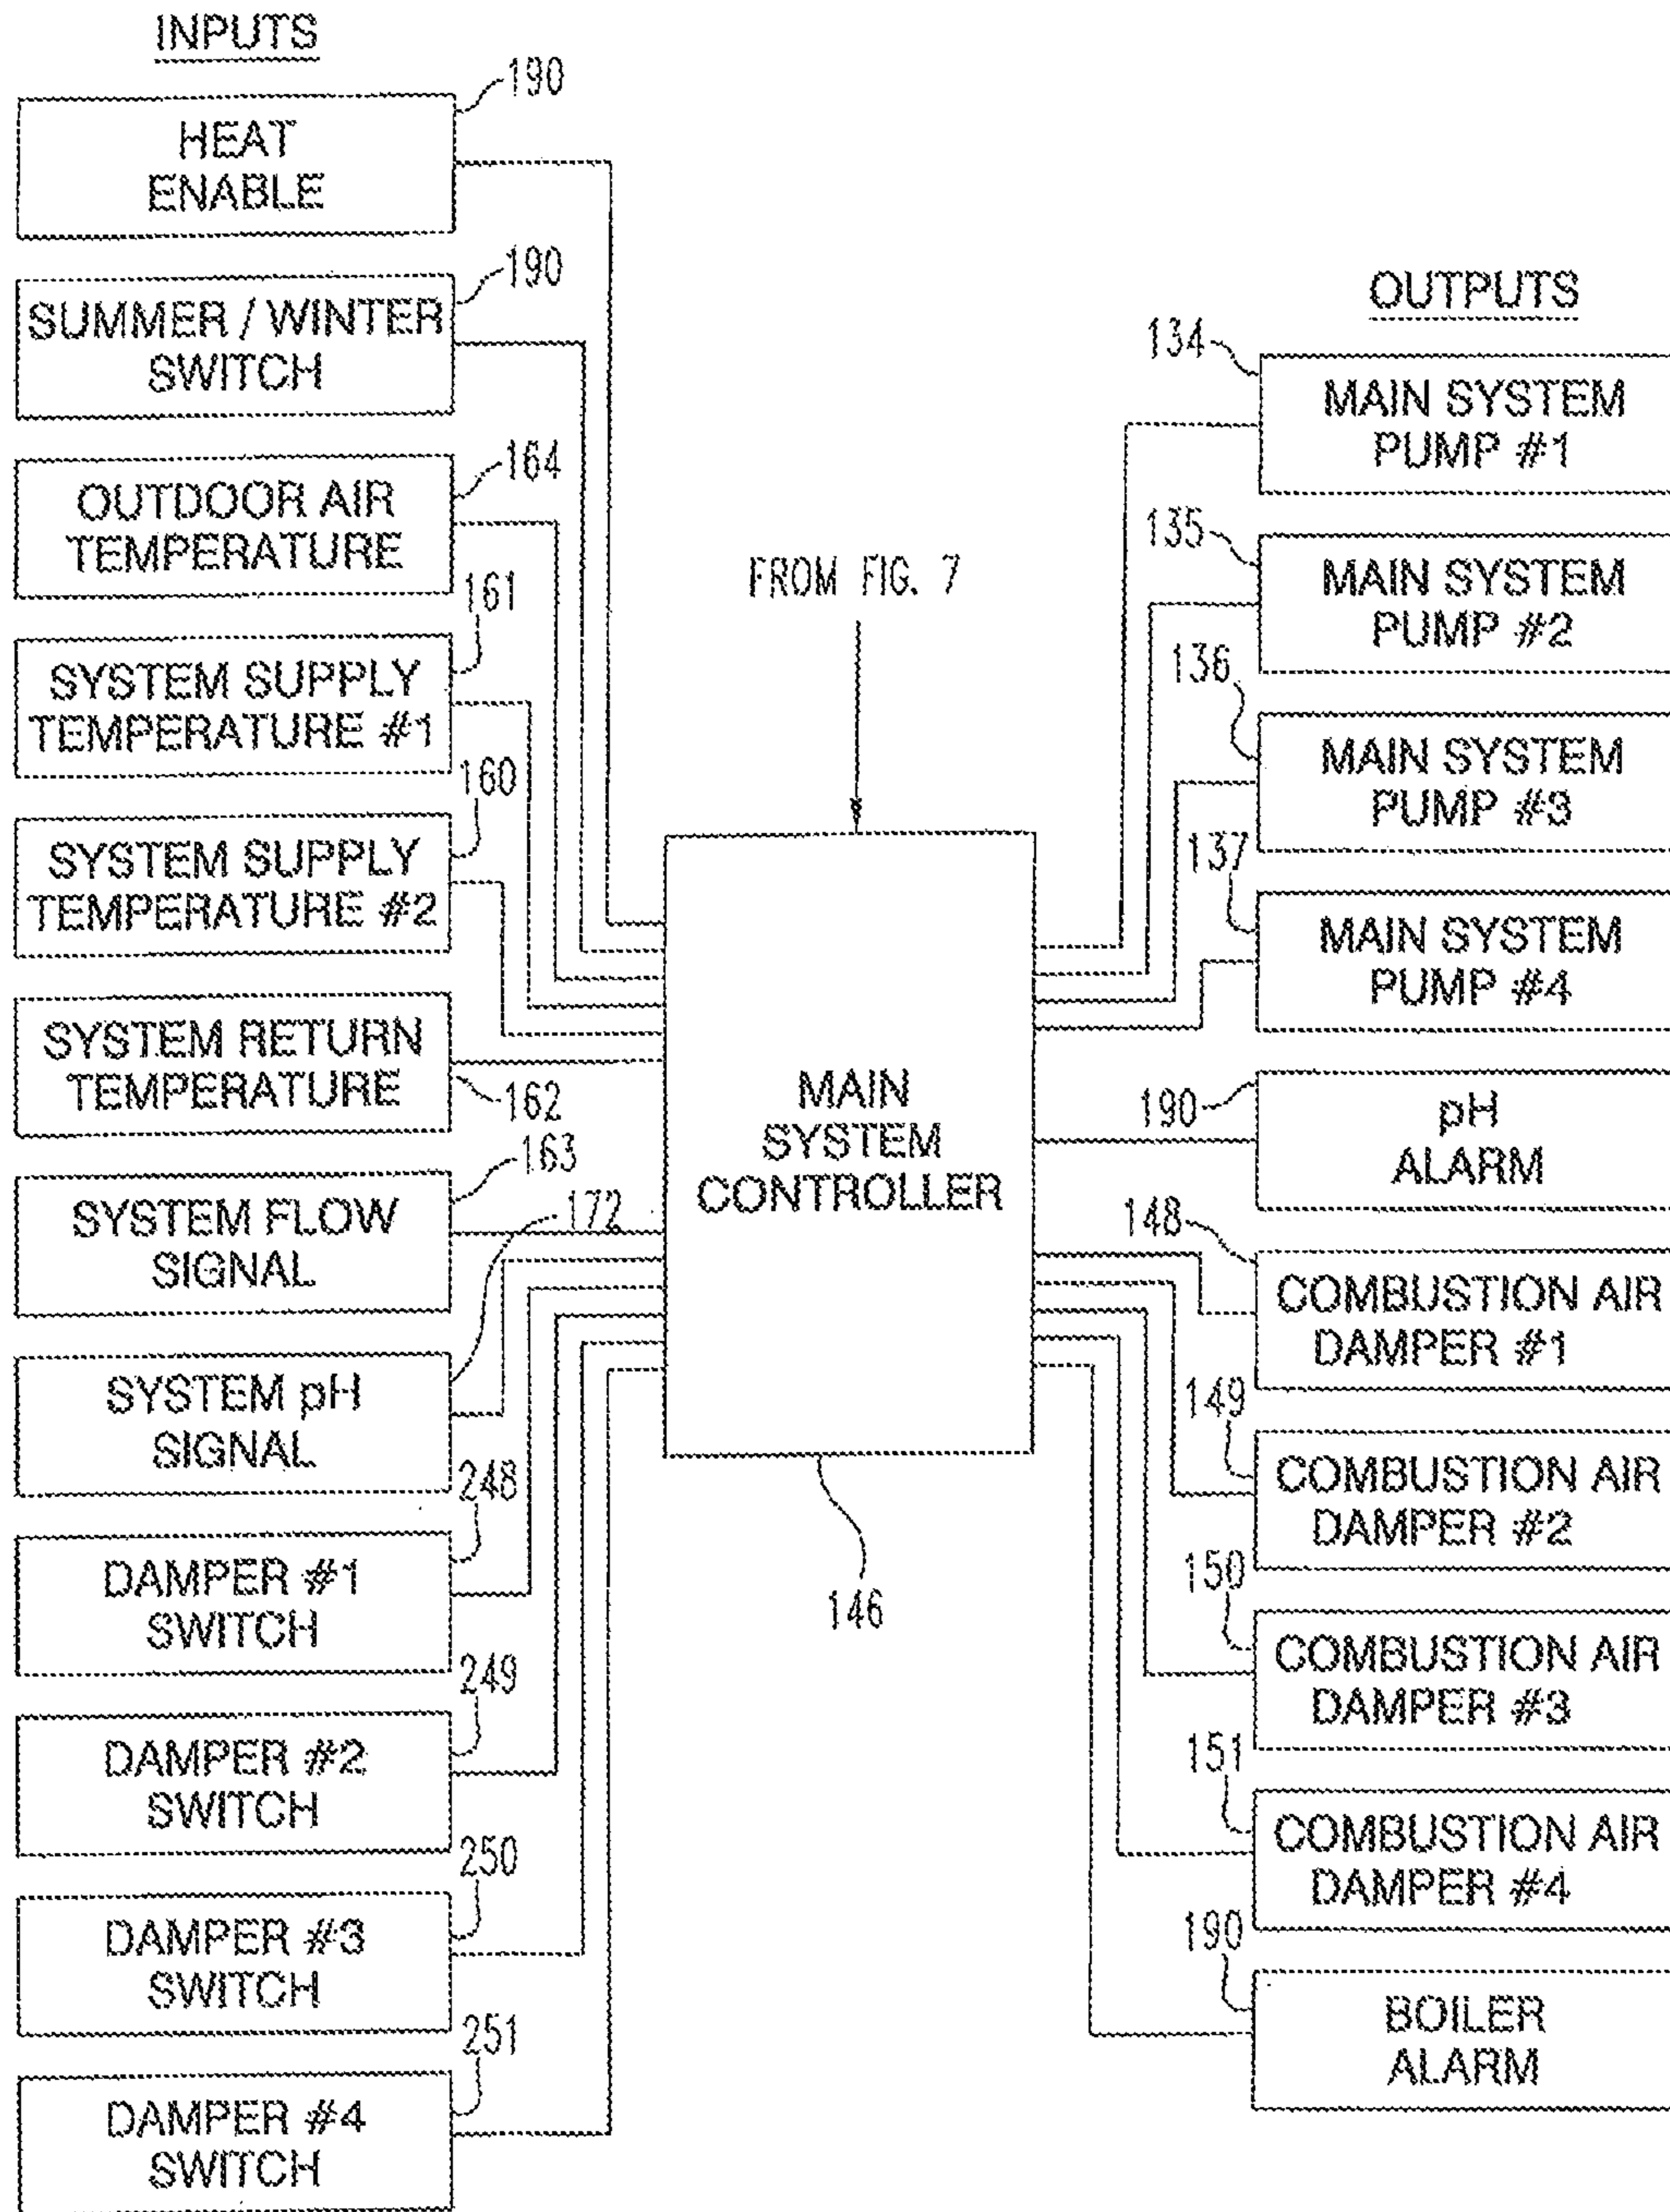 INPUTS
190
HEAT
ENABLE
190
SUMMER / WINTER
SWITCH
164
OUTDOOR AIR
TEMPERATURE
161
SYSTEM SUPPLY
TEMPERATURE #1
160
SYSTEM SUPPLY
TEMPERATURE #2
SYSTEM RETURN
TEMPERATURE
162
163
SYSTEM FLOW
SIGNAL
172
SYSTEM pH
SIGNAL
248
DAMPER #1
SWITCH
249
DAMPER #2
SWITCH
250
DAMPER #3
SWITCH
251
DAMPER #4
SWITCH
FROM FIG. 7
MAIN
SYSTEM
CONTROLLER
146
OUTPUTS
134
MAIN SYSTEM
PUMP #1
135
MAIN SYSTEM
PUMP #2
136
MAIN SYSTEM
PUMP #3
137
MAIN SYSTEM
PUMP #4
190
pH
ALARM
148
COMBUSTION AIR
DAMPER #1
149
COMBUSTION AIR
DAMPER #2
150
COMBUSTION AIR
DAMPER #3
151
COMBUSTION AIR
DAMPER #4
190
BOILER
ALARM